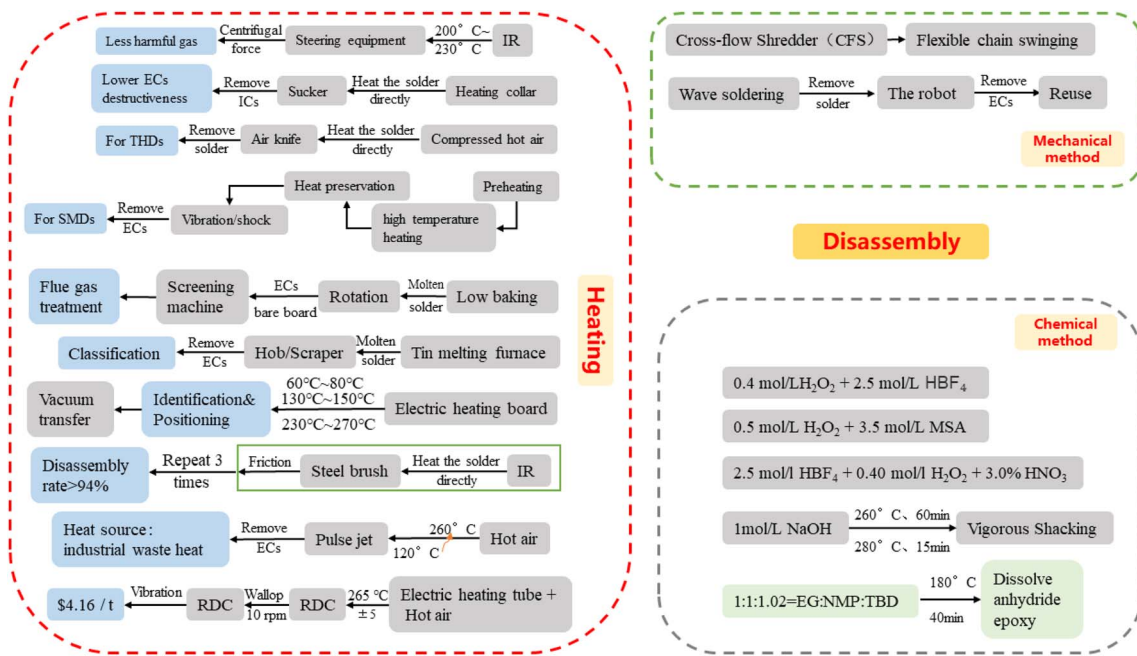 Less harmful gas
Centrifugal
force
Steering equipment
200°C~
230°C
IR
Lower ECs
destructiveness
Remove
ICs
Sucker
Heat the solder
directly
Heating collar
For THDs
Remove
solder
Air knife
Heat the solder
directly
Compressed hot air
Heat preservation
Preheating
For SMDs
Remove
ECs
Vibration/shock
high temperature
heating
Flue gas
treatment
Screening
machine
ECs
bare board
Rotation
Molten
solder
Low baking
Classification
Remove
ECs
Hob/Scraper
Molten
solder
Tin melting furnace
Vacuum
transfer
Identification&
Positioning
60℃~80℃
130℃~150℃
230℃~270℃
Electric heating board
Disassembly
rate>94%
Repeat 3
times
Friction
Steel brush
Heat the solder
directly
IR
Heat source:
industrial waste heat
Remove
ECs
Pulse jet
260°C
120°C
Hot air
$4.16 / t
Vibration
RDC
Wallop
10 rpm
RDC
265 ℃
±5
Electric heating tube +
Hot air
Heating
Cross-flow Shredder（CFS）
Flexible chain swinging
Wave soldering
Remove
solder
The robot
Remove
ECs
Reuse
Mechanical
method
Disassembly
Chemical
method
0.4 mol/LH₂O₂ + 2.5 mol/L HBF₄
0.5 mol/L H₂O₂ + 3.5 mol/L MSA
2.5 mol/l HBF₄ + 0.40 mol/l H₂O₂ + 3.0% HNO₃
1mol/L NaOH
260°C、60min
280°C、15min
Vigorous Shacking
1:1:1.02=EG:NMP:TBD
180°C
40min
Dissolve
anhydride
epoxy